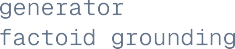 generator
factoid grounding